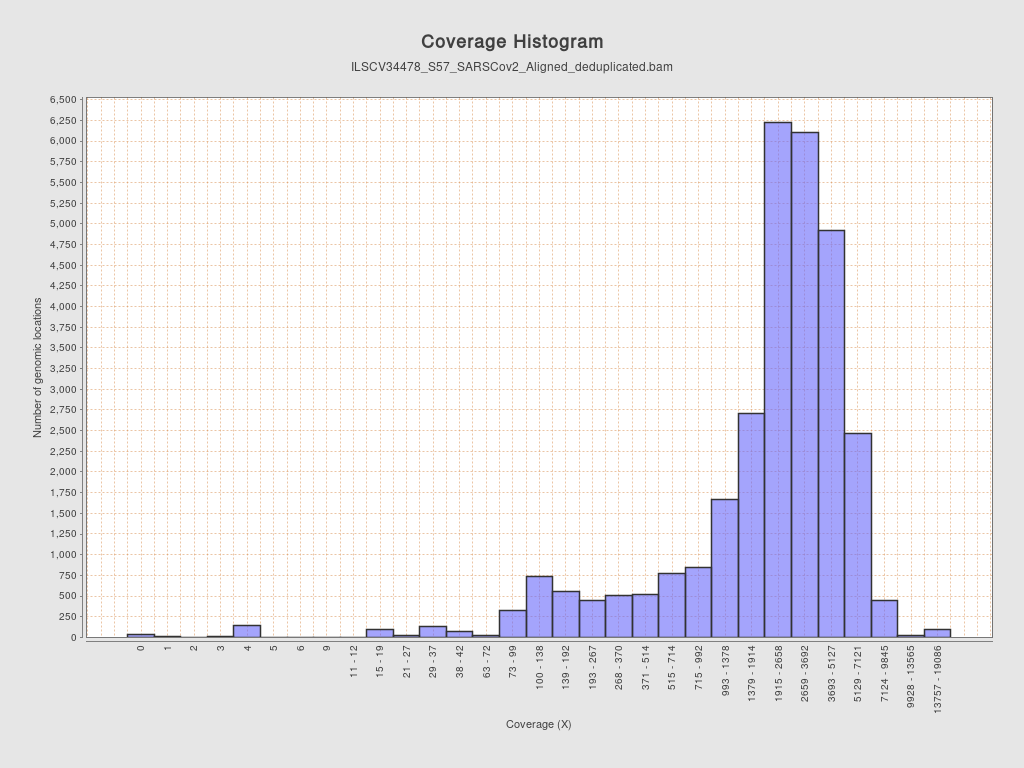 Coverage Histogram
ILSCV34478_S57_SARSCov2_Aligned_deduplicated.bam
Number of genomic locations
6,500
6,250
6,000
5,750
5,500
5,250
5,000
4,750
4,500
4,250
4,000
3,750
3,500
3,250
3,000
2,750
2,500
2,250
2,000
1,750
1,500
1,250
1,000
750
500
250
0
0
1
2
3
4
5
6
9
11 - 12
15 - 19
21 - 27
29 - 37
38 - 42
63 - 72
73 - 99
100 - 138
139 - 192
193 - 267
268 - 370
371 - 514
515 - 714
715 - 992
993 - 1378
1379 - 1914
1915 - 2658
2659 - 3692
3693 - 5127
5129 - 7121
7124 - 9845
9928 - 13565
13757 - 19086
Coverage (X)